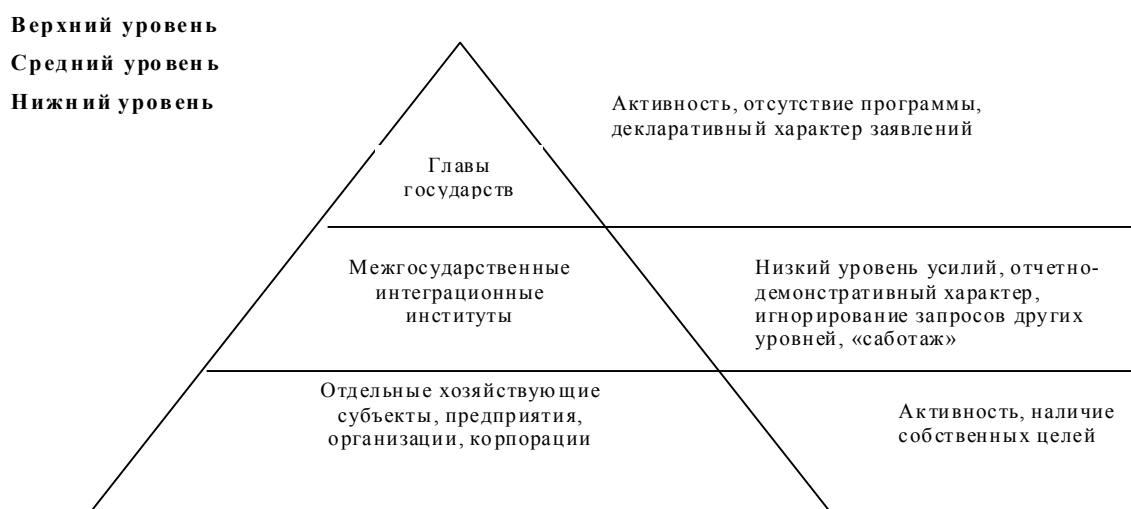 Верхний уровень
Средний уровень
Нижний уровень
Активность, отсутствие программы,
декларативный характер заявлений
Главы
государств
Межгосударственные
интеграционные
институты
Низкий уровень усилий, отчетно-
демонстративный характер,
игнорирование запросов других
уровней, «саботаж»
Отдельные хозяйствующие
субъекты, предприятия,
организации, корпорации
Активность, наличие
собственных целей